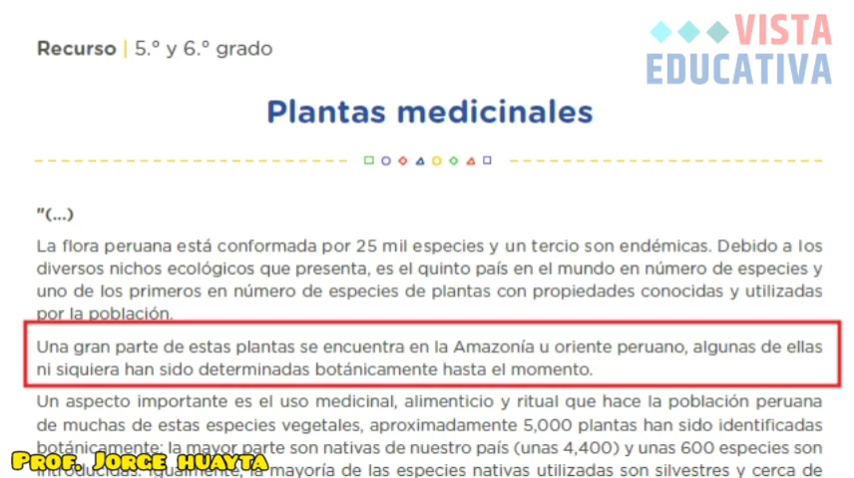 VISTA
EDUCATIVA
Recurso | 5.° y 6.° grado
Plantas medicinales
"(...)
La flora peruana está conformada por 25 mil especies y un tercio son endémicas. Debido a los
diversos nichos ecológicos que presenta, es el quinto país en el mundo en número de especies y
uno de los primeros en número de especies de plantas con propiedades conocidas y utilizadas
por la población.
Una gran parte de estas plantas se encuentra en la Amazonía u oriente peruano, algunas de ellas
ni siquiera han sido determinadas botánicamente hasta el momento.
Un aspecto importante es el uso medicinal, alimenticio y ritual que hace la población peruana
de muchas de estas especies vegetales, aproximadamente 5,000 plantas han sido identificadas
botánicamente: la mayor parte son nativas de nuestro país (unas 4,400) y unas 600 especies son
introducidas. Igualmente, la mayoría de las especies nativas utilizadas son silvestres y cerca de
Prof. Jorge huayta